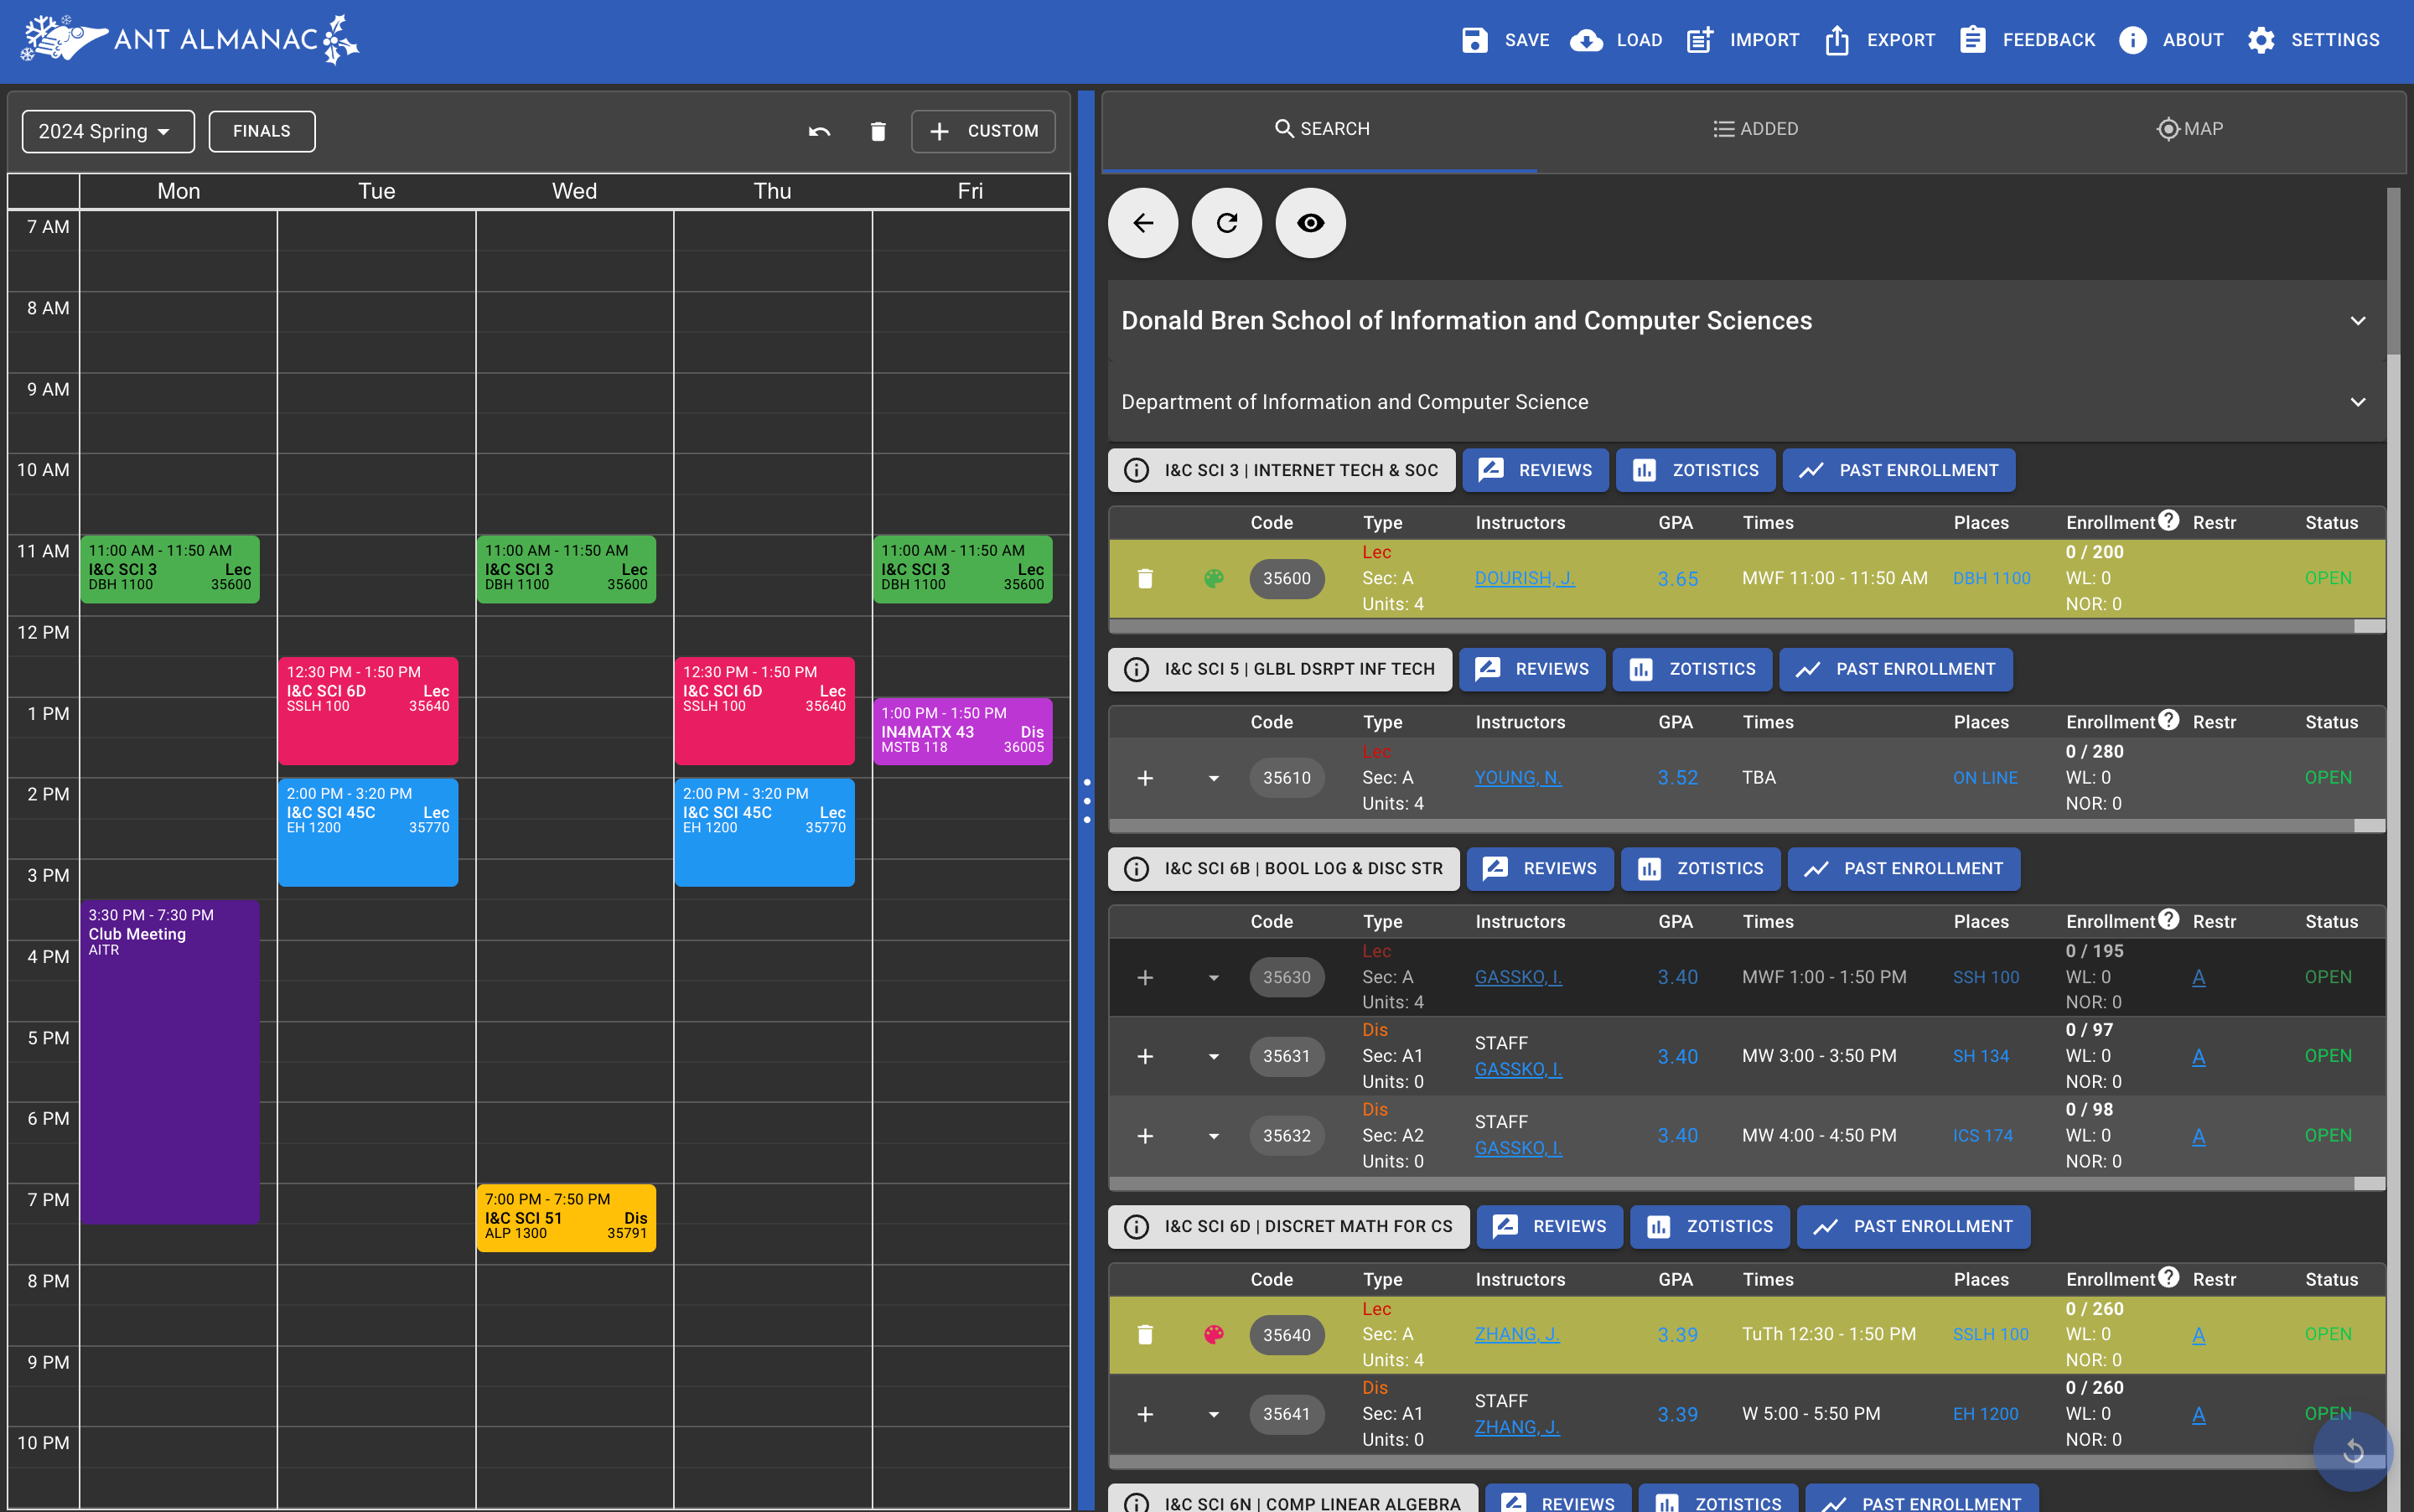 ANT ALMANAC
SAVE LOAD IMPORT EXPORT FEEDBACK ABOUT SETTINGS
2024 Spring FINALS CUSTOM
Mon Tue Wed Thu Fri
7 AM
8 AM
9 AM
10 AM
11 AM
12 PM
1 PM
2 PM
3 PM
4 PM
5 PM
6 PM
7 PM
8 PM
9 PM
10 PM
11:00 AM - 11:50 AM
I&C SCI 3 Lec
DBH 1100 35600
3:30 PM - 7:30 PM
Club Meeting
AITR
12:30 PM - 1:50 PM
I&C SCI 6D Lec
SSLH 100 35640
2:00 PM - 3:20 PM
I&C SCI 45C Lec
EH 1200 35770
11:00 AM - 11:50 AM
I&C SCI 3 Lec
DBH 1100 35600
7:00 PM - 7:50 PM
I&C SCI 51 Dis
ALP 1300 35791
12:30 PM - 1:50 PM
I&C SCI 6D Lec
SSLH 100 35640
2:00 PM - 3:20 PM
I&C SCI 45C Lec
EH 1200 35770
11:00 AM - 11:50 AM
I&C SCI 3 Lec
DBH 1100 35600
1:00 PM - 1:50 PM
IN4MATX 43 Dis
MSTB 118 36005
SEARCH ADDED MAP
Donald Bren School of Information and Computer Sciences
Department of Information and Computer Science
I&C SCI 3 | INTERNET TECH & SOC REVIEWS ZOTISTICS PAST ENROLLMENT
Code Type Instructors GPA Times Places Enrollment ? Restr Status
Lec 0 / 200
35600 Sec: A DOURISH, J. 3.65 MWF 11:00 - 11:50 AM DBH 1100 WL: 0 OPEN
Units: 4 NOR: 0
I&C SCI 5 | GLBL DSRPT INF TECH REVIEWS ZOTISTICS PAST ENROLLMENT
Code Type Instructors GPA Times Places Enrollment ? Restr Status
Lec 0 / 280
35610 Sec: A YOUNG, N. 3.52 TBA ON LINE WL: 0 OPEN
Units: 4 NOR: 0
I&C SCI 6B | BOOL LOG & DISC STR REVIEWS ZOTISTICS PAST ENROLLMENT
Code Type Instructors GPA Times Places Enrollment ? Restr Status
Lec 0 / 195
35630 Sec: A GASSKO, I. 3.40 MWF 1:00 - 1:50 PM SSH 100 WL: 0 A OPEN
Units: 4 NOR: 0
Dis STAFF 0 / 97
35631 Sec: A1 GASSKO, I. 3.40 MW 3:00 - 3:50 PM SH 134 WL: 0 A OPEN
Units: 0 NOR: 0
Dis STAFF 0 / 98
35632 Sec: A2 GASSKO, I. 3.40 MW 4:00 - 4:50 PM ICS 174 WL: 0 A OPEN
Units: 0 NOR: 0
I&C SCI 6D | DISCRET MATH FOR CS REVIEWS ZOTISTICS PAST ENROLLMENT
Code Type Instructors GPA Times Places Enrollment ? Restr Status
Lec 0 / 260
35640 Sec: A ZHANG, J. 3.39 TuTh 12:30 - 1:50 PM SSLH 100 WL: 0 A OPEN
Units: 4 NOR: 0
Dis STAFF 0 / 260
35641 Sec: A1 ZHANG, J. 3.39 W 5:00 - 5:50 PM EH 1200 WL: 0 A OPEN
Units: 0 NOR: 0
I&C SCI 6N | COMP LINEAR ALGEBRA REVIEWS ZOTISTICS PAST ENROLLMENT